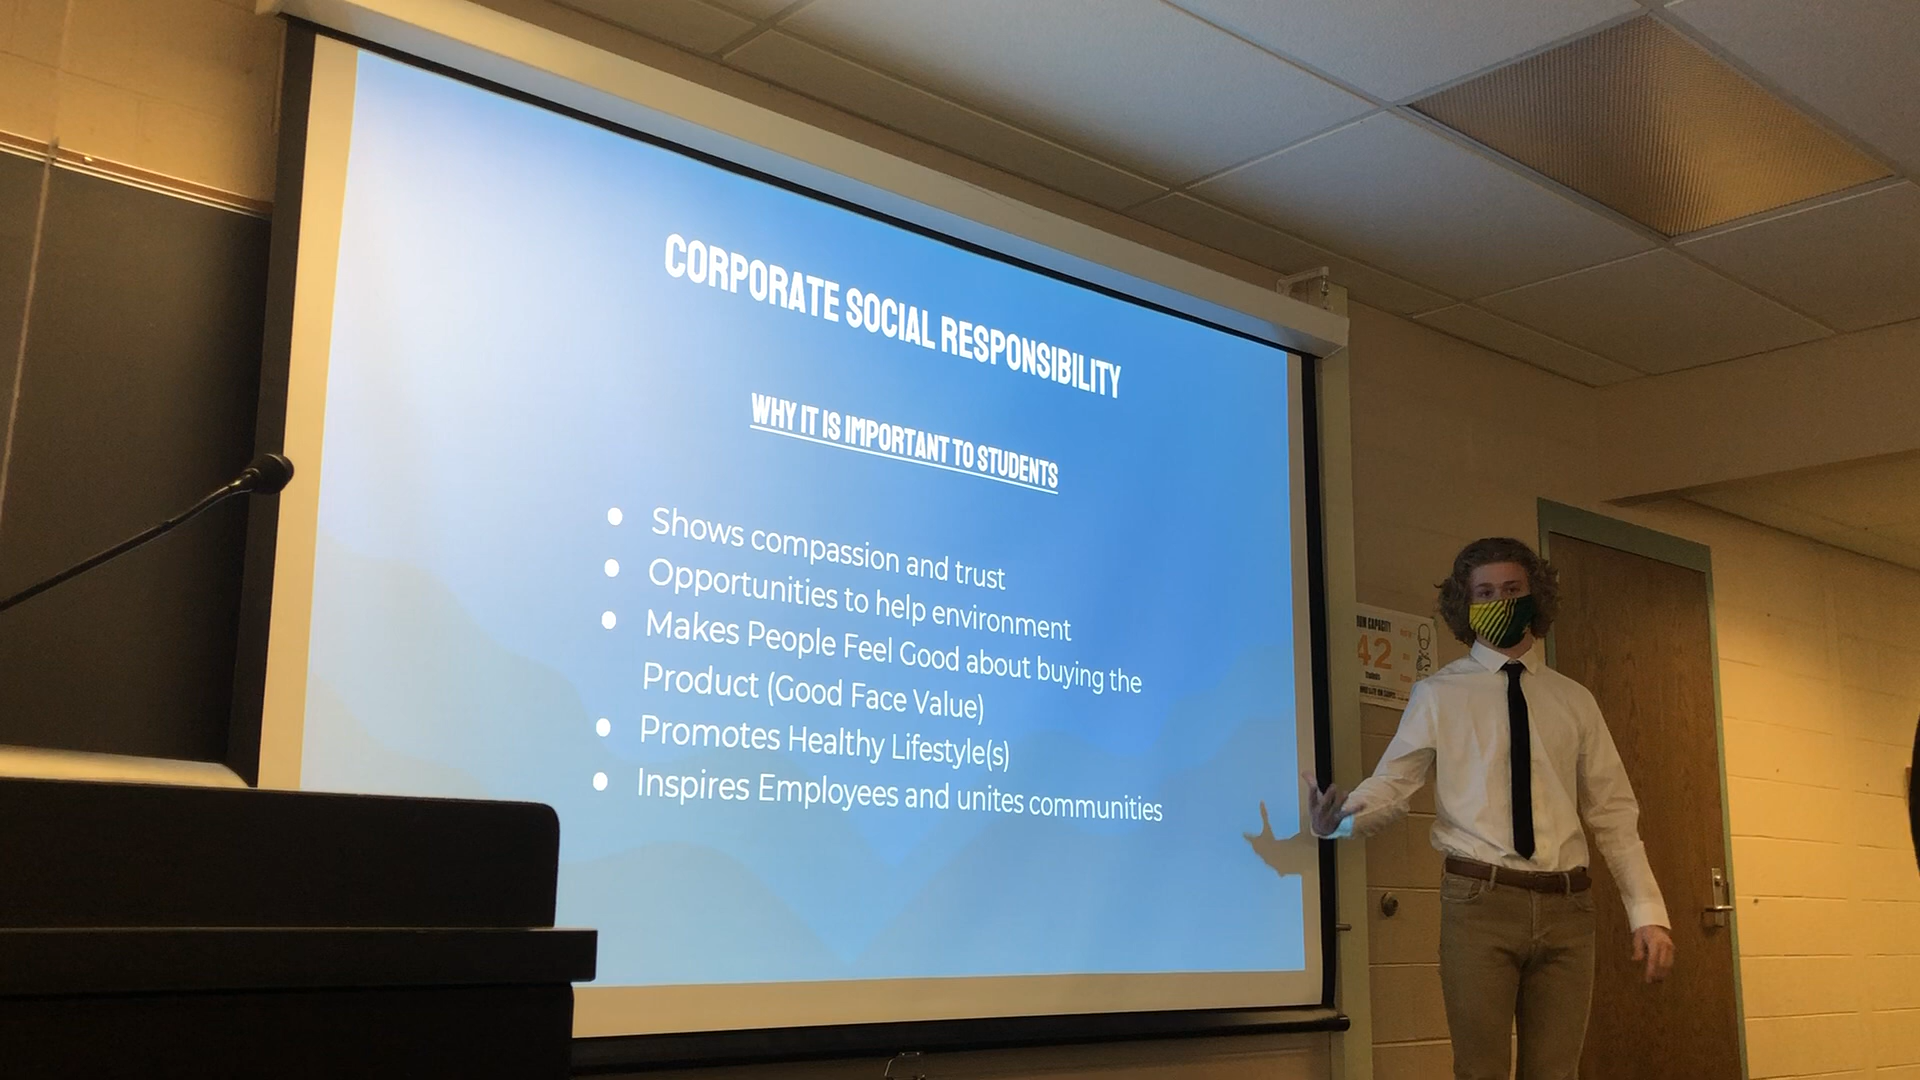 CORPORATE SOCIAL RESPONSIBILITY
WHY IT IS IMPORTANT TO STUDENTS
● Shows compassion and trust
● Opportunities to help environment
● Makes People Feel Good about buying the
Product (Good Face Value)
● Promotes Healthy Lifestyle(s)
● Inspires Employees and unites communities
CAPACITY
42